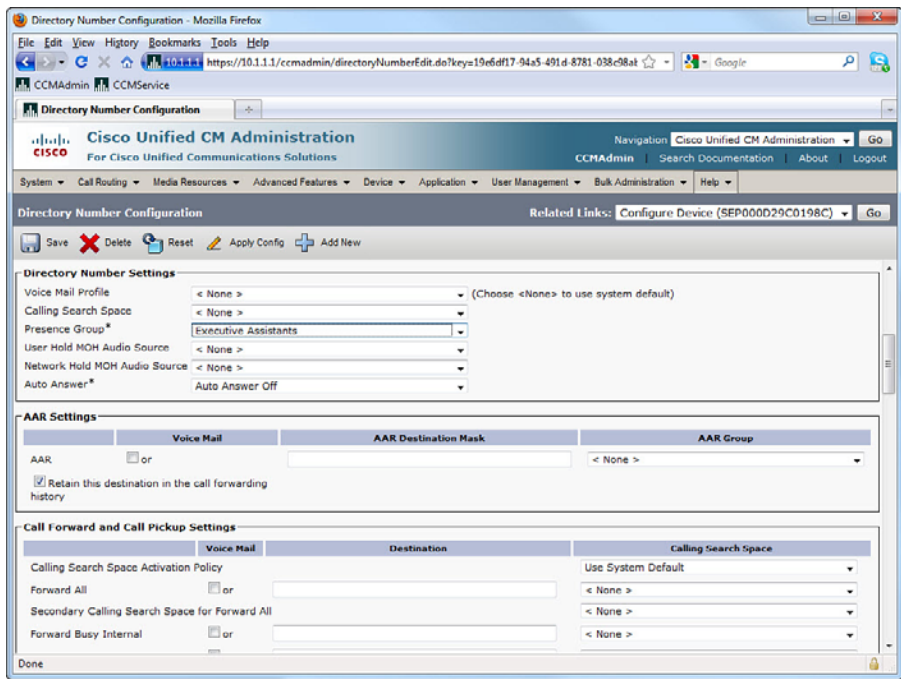 Directory Number Configuration - Mozilla Firefox
File Edit View History Bookmarks Tools Help
10.1.1.1 https://10.1.1.1/ccmadmin/directoryNumberEdit.do?key=19e6df17-94a5-491d-8781-038c98at Google
CCMAdmin CCMService
Directory Number Configuration
cisco Cisco Unified CM Administration
For Cisco Unified Communications Solutions
Navigation Cisco Unified CM Administration Go
CCMAdmin | Search Documentation | About | Logout
System Call Routing Media Resources Advanced Features Device Application User Management Bulk Administration Help
Directory Number Configuration Related Links: Configure Device (SEP000D29C0198C) Go
Save Delete Reset Apply Config Add New
Directory Number Settings
Voice Mail Profile < None > (Choose <None> to use system default)
Calling Search Space < None >
Presence Group* Executive Assistants
User Hold MOH Audio Source < None >
Network Hold MOH Audio Source < None >
Auto Answer* Auto Answer Off
AAR Settings
Voice Mail AAR Destination Mask AAR Group
AAR or < None >
Retain this destination in the call forwarding
history
Call Forward and Call Pickup Settings
Voice Mail Destination Calling Search Space
Calling Search Space Activation Policy Use System Default
Forward All or < None >
Secondary Calling Search Space for Forward All < None >
Forward Busy Internal or < None >
Done